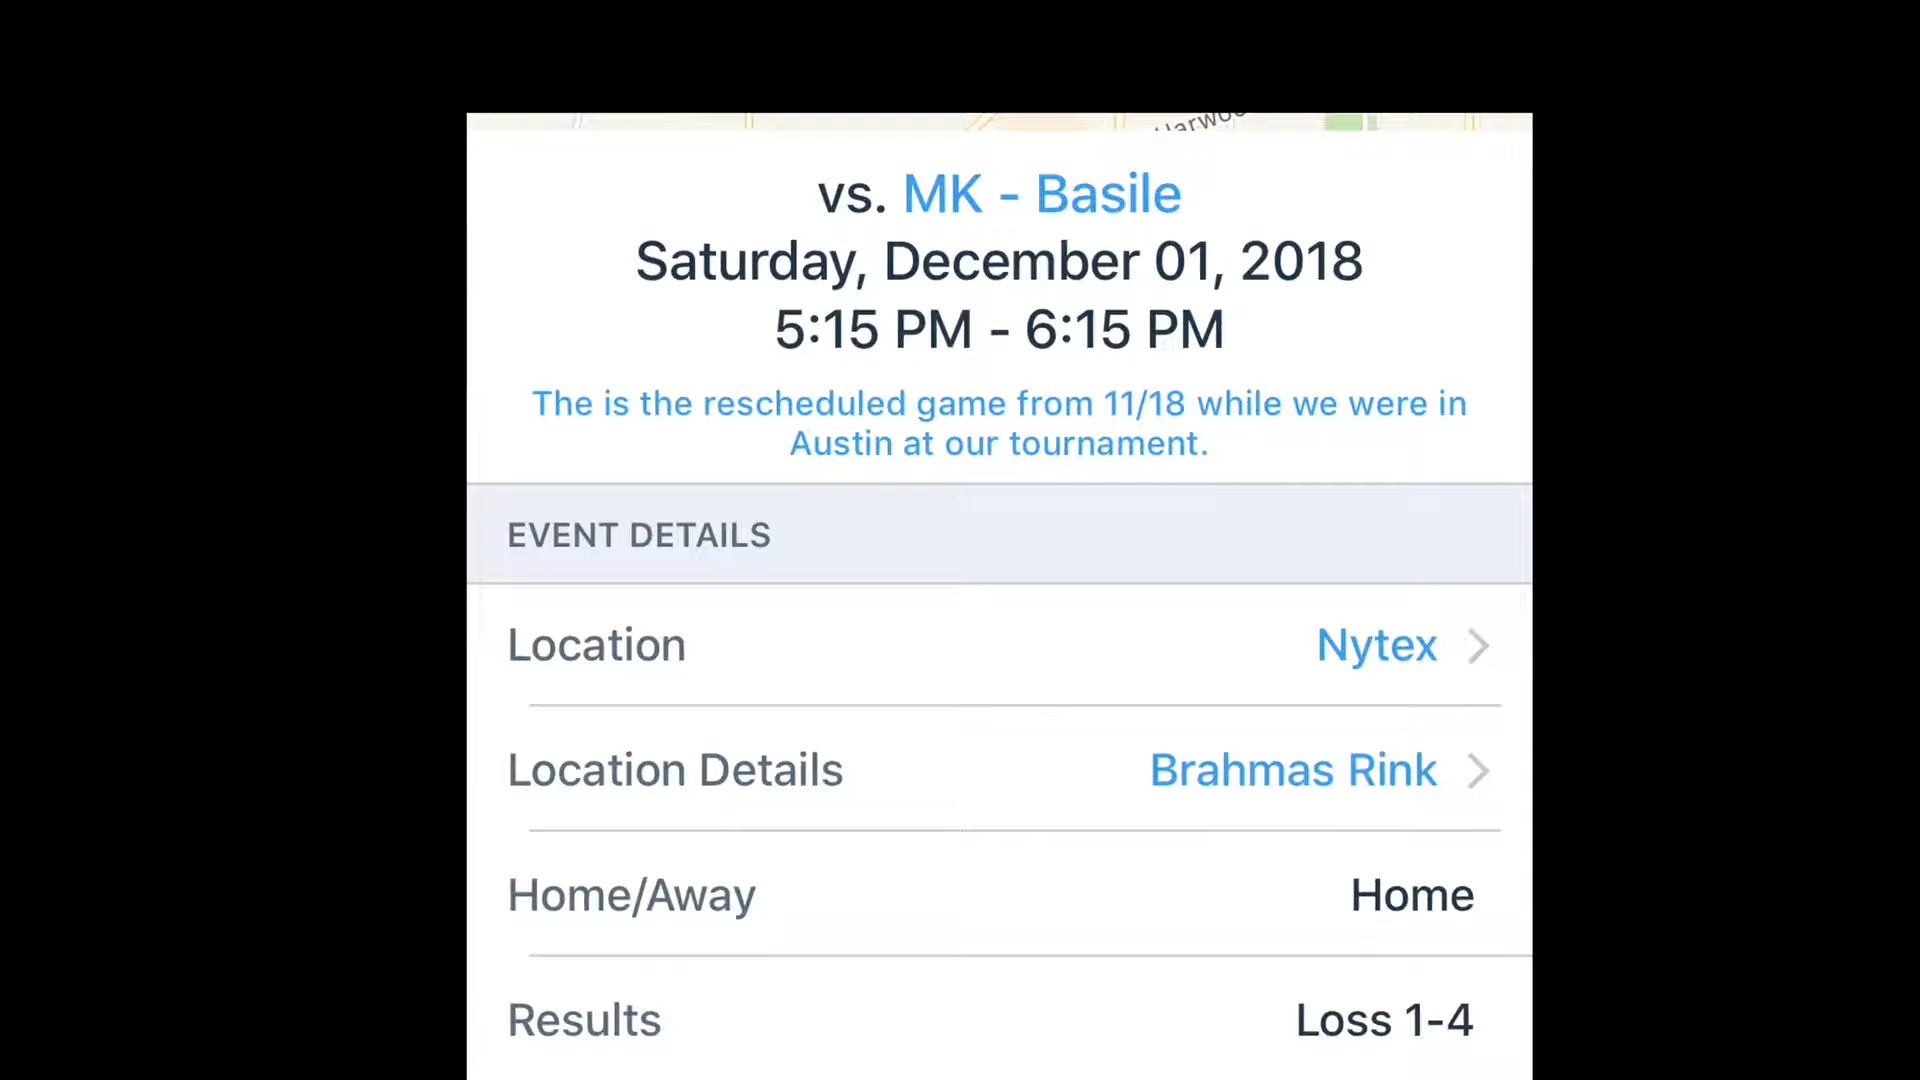 vs. MK - Basile
Saturday, December 01, 2018
5:15 PM - 6:15 PM
The is the rescheduled game from 11/18 while we were in
Austin at our tournament.
EVENT DETAILS
Location Nytex
Location Details Brahmas Rink
Home/Away Home
Results Loss 1-4